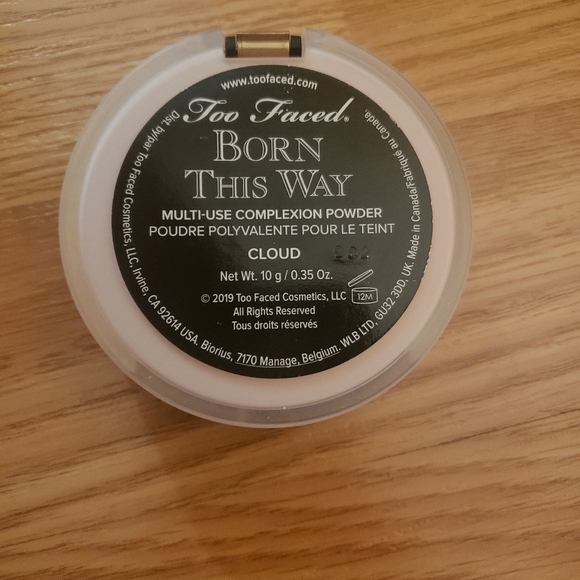 www.toofaced.com
Too Faced®
BORN
THIS WAY
MULTI-USE COMPLEXION POWDER
POUDRE POLYVALENTE POUR LE TEINT
CLOUD
Net Wt. 10 g / 0.35 Oz.
12M
© 2019 Too Faced Cosmetics, LLC
All Rights Reserved
Tous droits réservés
Dist. by/par Too Faced Cosmetics, LLC, Irvine, CA 92614 USA. Biorius, 7170 Manage, Belgium. WLB LTD, GU32 3DD, UK. Made in Canada/Fabriqué au Canada.